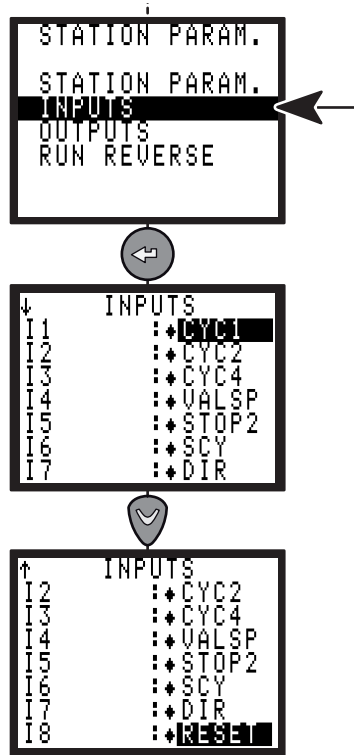 STATION PARAM.
STATION PARAM.
INPUTS
OUTPUTS
RUN REVERSE
↓ INPUTS
I1 :♦CYC1
I2 :♦CYC2
I3 :♦CYC4
I4 :♦VALSP
I5 :♦STOP2
I6 :♦SCY
I7 :♦DIR
↑ INPUTS
I2 :♦CYC2
I3 :♦CYC4
I4 :♦VALSP
I5 :♦STOP2
I6 :♦SCY
I7 :♦DIR
I8 :♦RESET